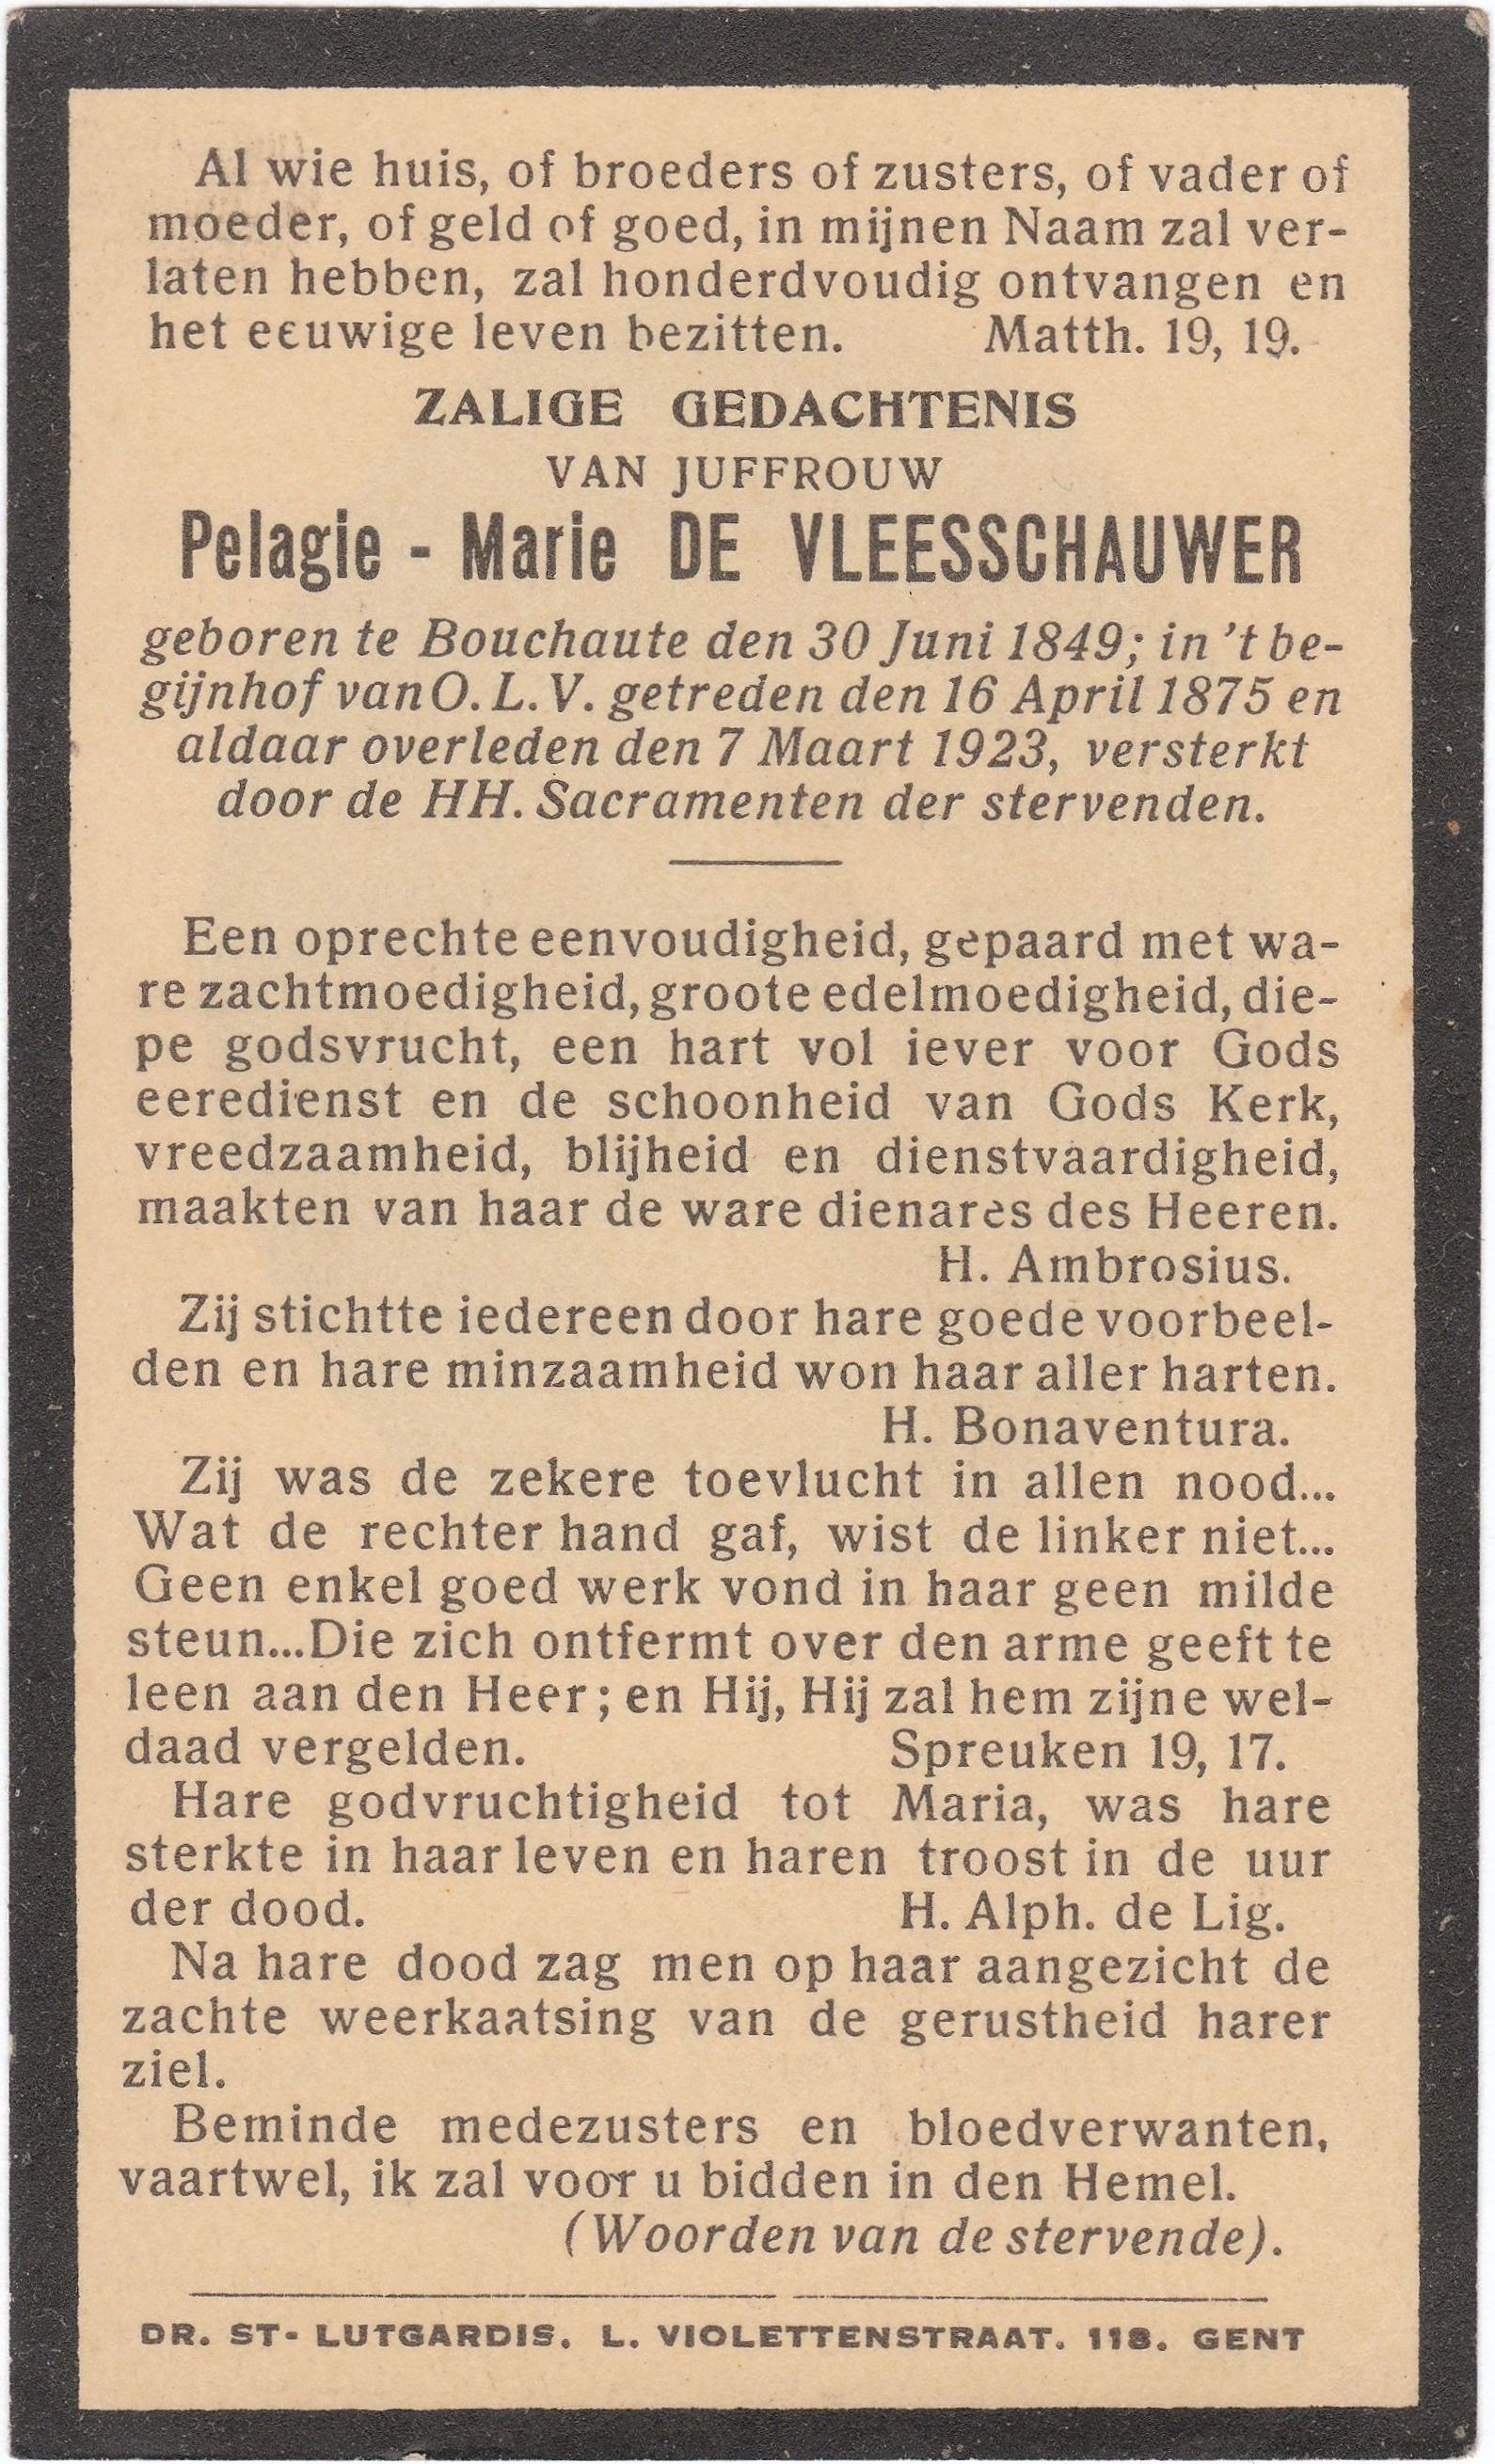 Al wie huis, of broeders of zusters, of vader of
moeder, of geld of goed, in mijnen Naam zal ver-
laten hebben, zal honderdvoudig ontvangen en
het eeuwige leven bezitten. Matth. 19, 19.
ZALIGE GEDACHTENIS
VAN JUFFROUW
Pelagie - Marie DE VLEESSCHAUWER
geboren te Bouchaute den 30 Juni 1849; in 't be-
gijnhof van O. L. V. getreden den 16 April 1875 en
aldaar overleden den 7 Maart 1923, versterkt
door de HH. Sacramenten der stervenden.
Een oprechte eenvoudigheid, gepaard met wa-
re zachtmoedigheid, groote edelmoedigheid, die-
pe godsvrucht, een hart vol iever voor Gods
eeredienst en de schoonheid van Gods Kerk,
vreedzaamheid, blijheid en dienstvaardigheid,
maakten van haar de ware dienares des Heeren.
H. Ambrosius.
Zij stichtte iedereen door hare goede voorbeel-
den en hare minzaamheid won haar aller harten.
H. Bonaventura.
Zij was de zekere toevlucht in allen nood...
Wat de rechter hand gaf, wist de linker niet...
Geen enkel goed werk vond in haar geen milde
steun...Die zich ontfermt over den arme geeft te
leen aan den Heer; en Hij, Hij zal hem zijne wel-
daad vergelden. Spreuken 19, 17.
Hare godvruchtigheid tot Maria, was hare
sterkte in haar leven en haren troost in de uur
der dood. H. Alph. de Lig.
Na hare dood zag men op haar aangezicht de
zachte weerkaatsing van de gerustheid harer
ziel.
Beminde medezusters en bloedverwanten,
vaartwel, ik zal voor u bidden in den Hemel.
(Woorden van de stervende).
DR. ST- LUTGARDIS. L. VIOLETTENSTRAAT. 118. GENT